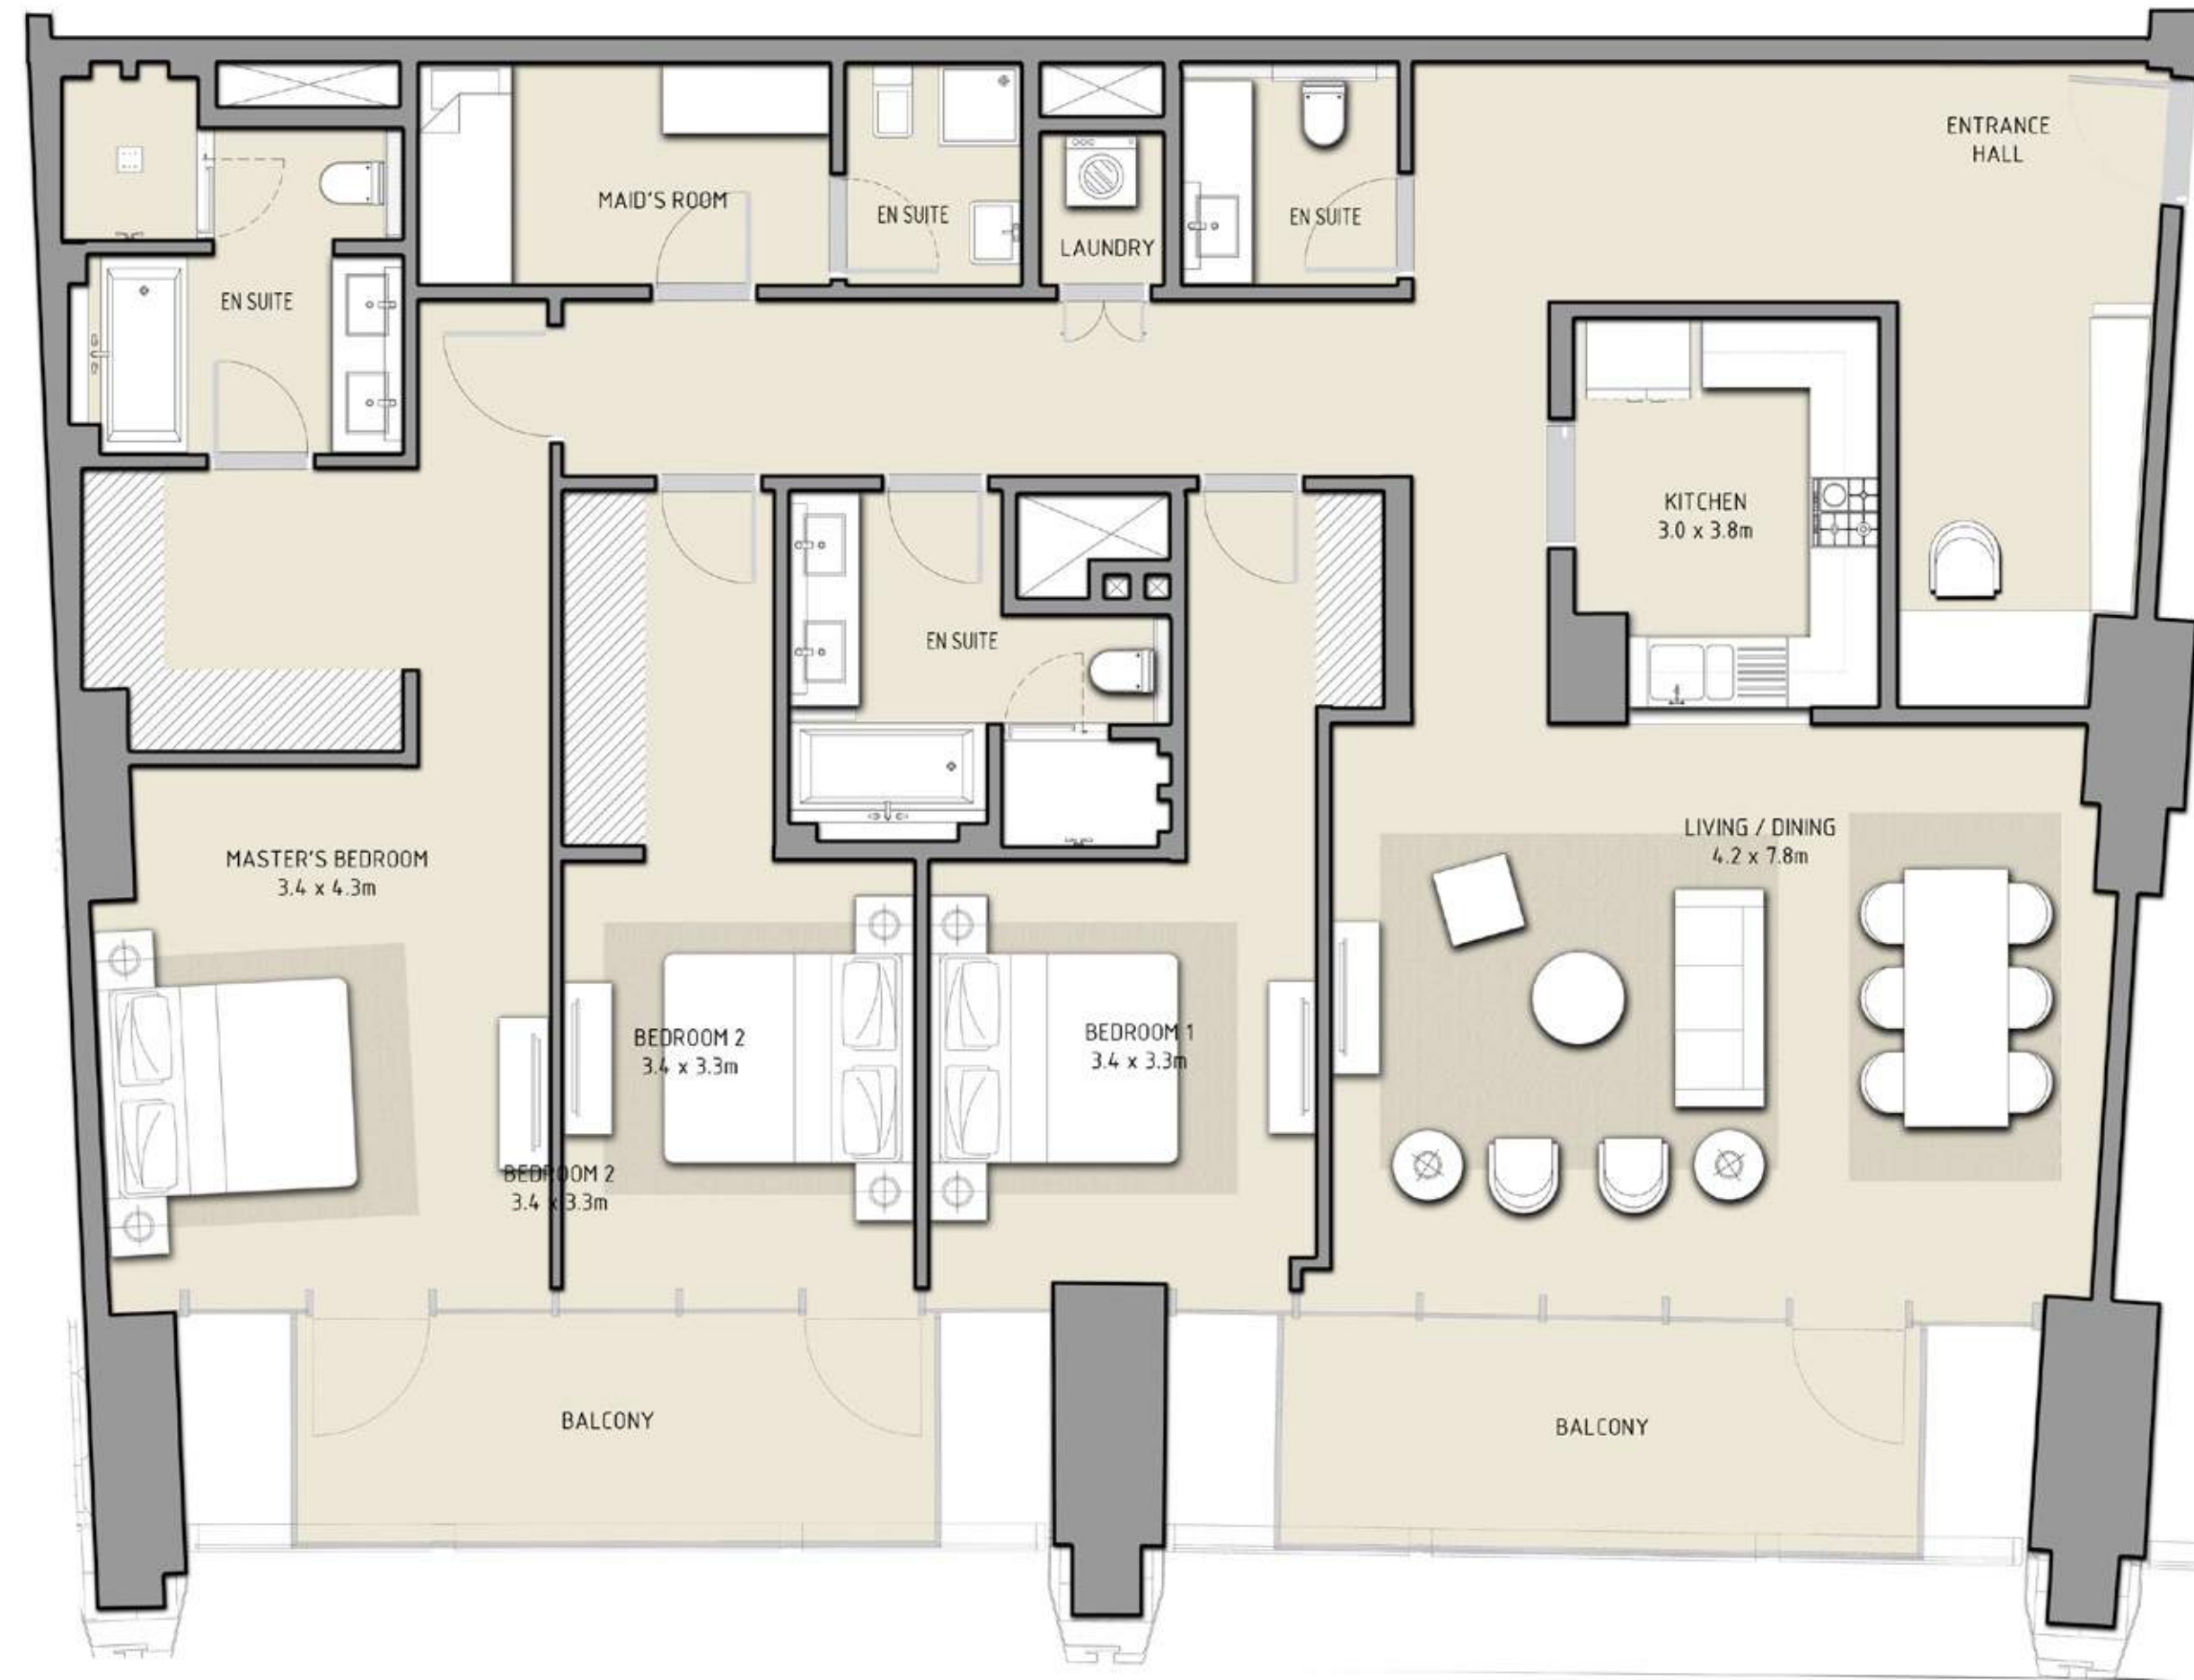 ENTRANCE
HALL
MAID'S ROOM
EN SUITE
EN SUITE
LAUNDRY
EN SUITE
KITCHEN
3.0 x 3.8m
EN SUITE
LIVING / DINING
4.2 x 7.8m
MASTER'S BEDROOM
3.4 x 4.3m
BEDROOM 2
3.4 x 3.3m
BEDROOM 1
3.4 x 3.3m
BEDROOM 2
3.4 x 3.3m
BALCONY
BALCONY